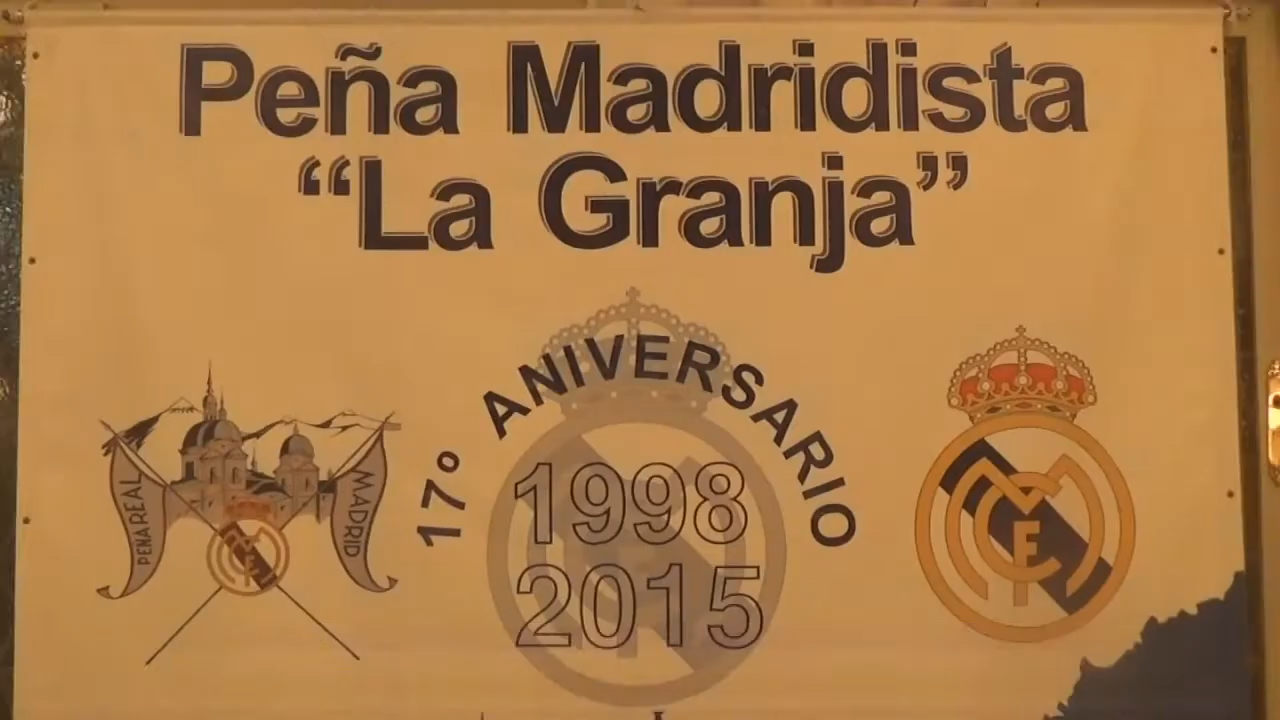 Peña Madridista
“La Granja”
17º ANIVERSARIO
1998
2015
PEÑA REAL
MADRID